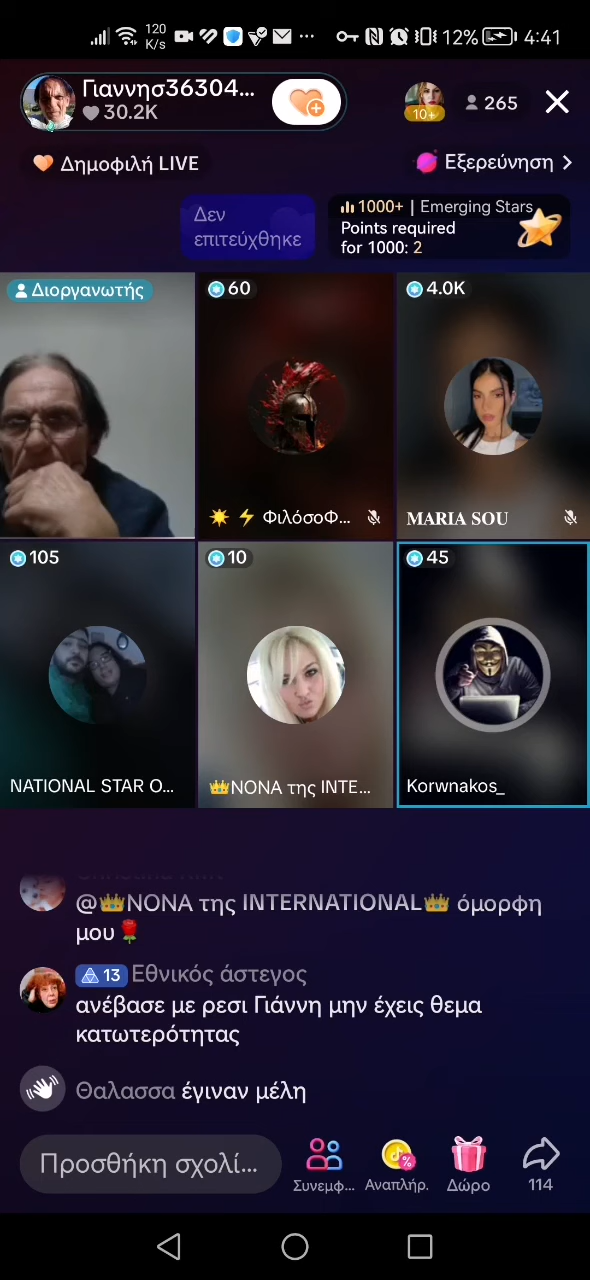 120
K/s
12%
4:41
Γιαννησ36304...
30.2K
10+
265
Δημοφιλή LIVE
Εξερεύνηση
Δεν
επιτεύχθηκε
1000+ | Emerging Stars
Points required
for 1000: 2
Διοργανωτής
60
4.0K
ΦιλόσοΦ...
MARIA SOU
105
10
45
NATIONAL STAR O...
👑NONA της INTE...
Korwnakos_
@👑NONA της INTERNATIONAL👑 όμορφη
μου🌹
13 Εθνικός άστεγος
ανέβασε με ρεσι Γιάννη μην έχεις θεμα
κατωτερότητας
Θαλασσα έγιναν μέλη
Προσθήκη σχολί...
Συνεμφ...
Αναπλήρ.
Δώρο
114